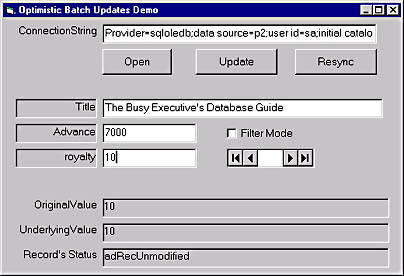 Optimistic Batch Updates Demo
ConnectionString Provider=sqloledb;data source=p2;user id=sa;initial catalo
Open Update Resync
Title The Busy Executive's Database Guide
Advance 7000 Filter Mode
royalty 10
OriginalValue 10
UnderlyingValue 10
Record's Status adRecUnmodified